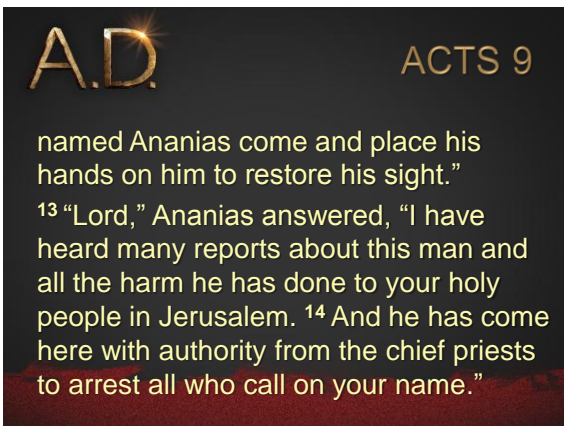 A.D.
ACTS 9
named Ananias come and place his
hands on him to restore his sight.”
13 “Lord,” Ananias answered, “I have
heard many reports about this man and
all the harm he has done to your holy
people in Jerusalem. 14 And he has come
here with authority from the chief priests
to arrest all who call on your name.”